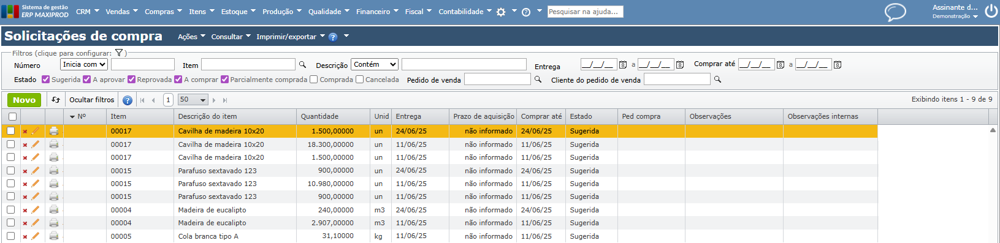 Sistema de gestão
ERP MAXIPROD
CRM Vendas Compras Itens Estoque Produção Qualidade Financeiro Fiscal Contabilidade ? Pesquisar na ajuda...
Assinante d...
Demonstração
Solicitações de compra Ações Consultar Imprimir/exportar ?
Filtros (clique para configurar: )
Número Inicia com Item Descrição Contém Entrega __/__/__ a __/__/__ Comprar até __/__/__ a __/__/__
Estado Sugerida A aprovar Reprovada A comprar Parcialmente comprada Comprada Cancelada Pedido de venda Cliente do pedido de venda
Novo Ocultar filtros ? 1 50 Exibindo itens 1 - 9 de 9
Nº Item Descrição do item Quantidade Unid Entrega Prazo de aquisição Comprar até Estado Ped compra Observações Observações internas
00017 Cavilha de madeira 10x20 1.500,00000 un 24/06/25 não informado 24/06/25 Sugerida
00017 Cavilha de madeira 10x20 18.300,00000 un 11/06/25 não informado 11/06/25 Sugerida
00017 Cavilha de madeira 10x20 1.500,00000 un 11/06/25 não informado 11/06/25 Sugerida
00015 Parafuso sextavado 123 900,00000 un 24/06/25 não informado 24/06/25 Sugerida
00015 Parafuso sextavado 123 10.980,00000 un 11/06/25 não informado 11/06/25 Sugerida
00015 Parafuso sextavado 123 900,00000 un 11/06/25 não informado 11/06/25 Sugerida
00004 Madeira de eucalipto 240,00000 m3 24/06/25 não informado 24/06/25 Sugerida
00004 Madeira de eucalipto 2.907,00000 m3 11/06/25 não informado 11/06/25 Sugerida
00005 Cola branca tipo A 31,10000 kg 11/06/25 não informado 11/06/25 Sugerida